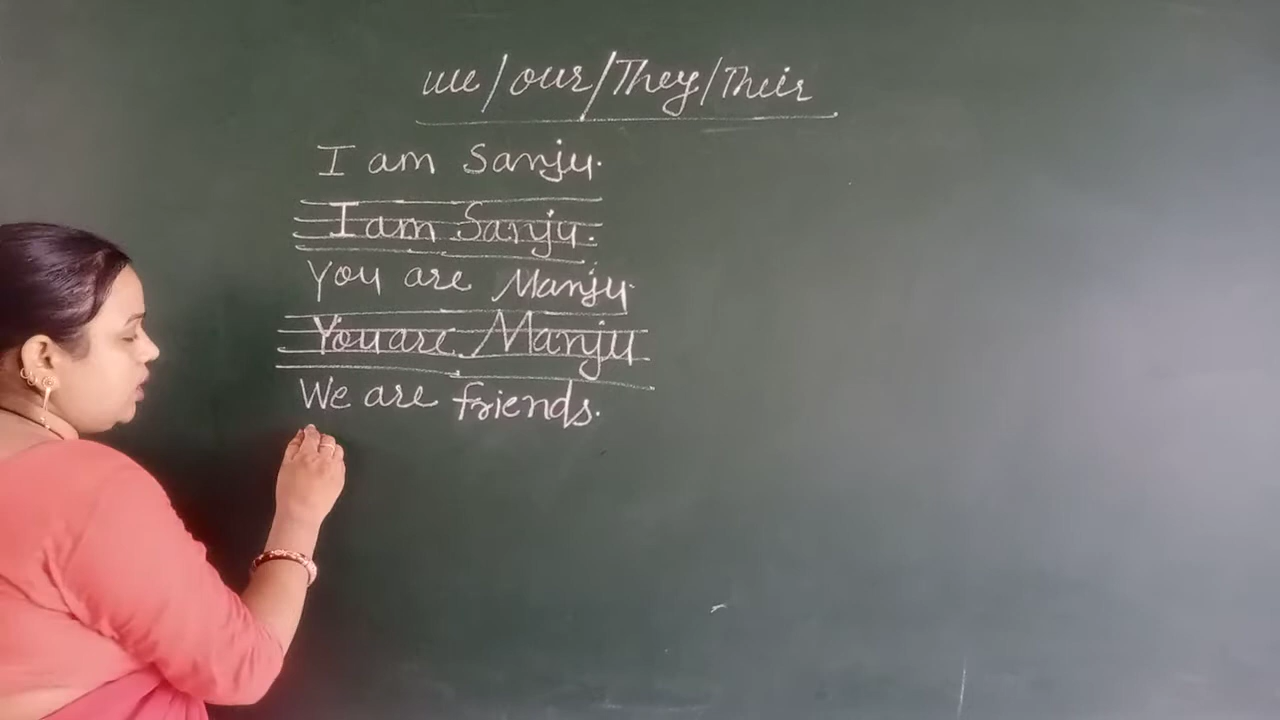 we/our/They/Their
I am Sanju.
I am Sanju.
You are Manju.
You are Manju
We are friends.